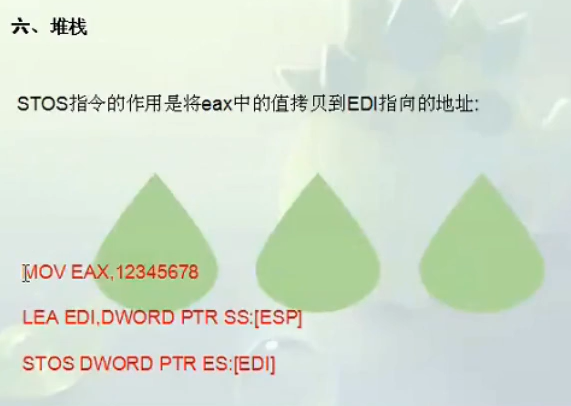 六、堆栈
STOS指令的作用是将eax中的值拷贝到EDI指向的地址:
MOV EAX,12345678
LEA EDI,DWORD PTR SS:[ESP]
STOS DWORD PTR ES:[EDI]